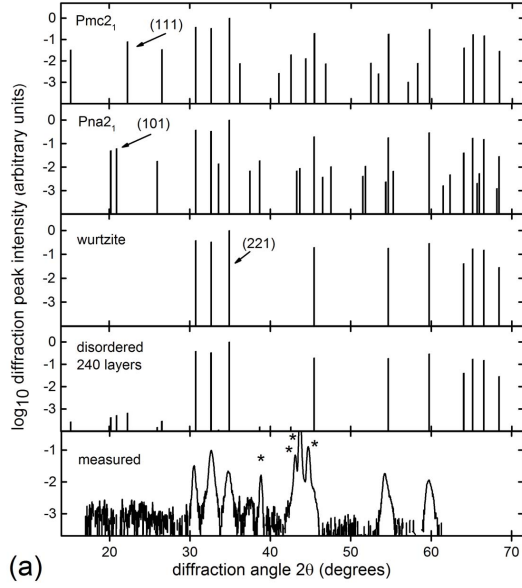 Pmc2₁
(111)
0
-1
-2
-3
Pna2₁
(101)
0
-1
-2
-3
-4
wurtzite
(221)
0
-1
-2
-3
disordered
240 layers
0
-1
-2
-3
measured
* * * *
-1
-2
-3
log₁₀ diffraction peak intensity (arbitrary units)
20 30 40 50 60 70
diffraction angle 2θ (degrees)
(a)